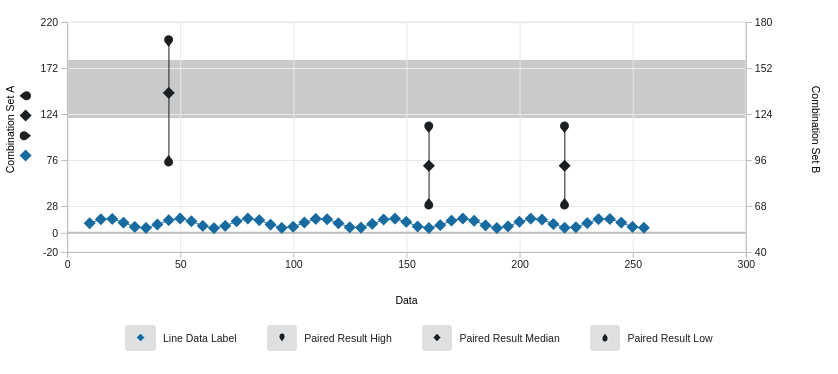 220
172
124
76
28
0
-20
180
152
124
96
68
40
0
50
100
150
200
250
300
Combination Set A
Combination Set B
Data
Line Data Label
Paired Result High
Paired Result Median
Paired Result Low